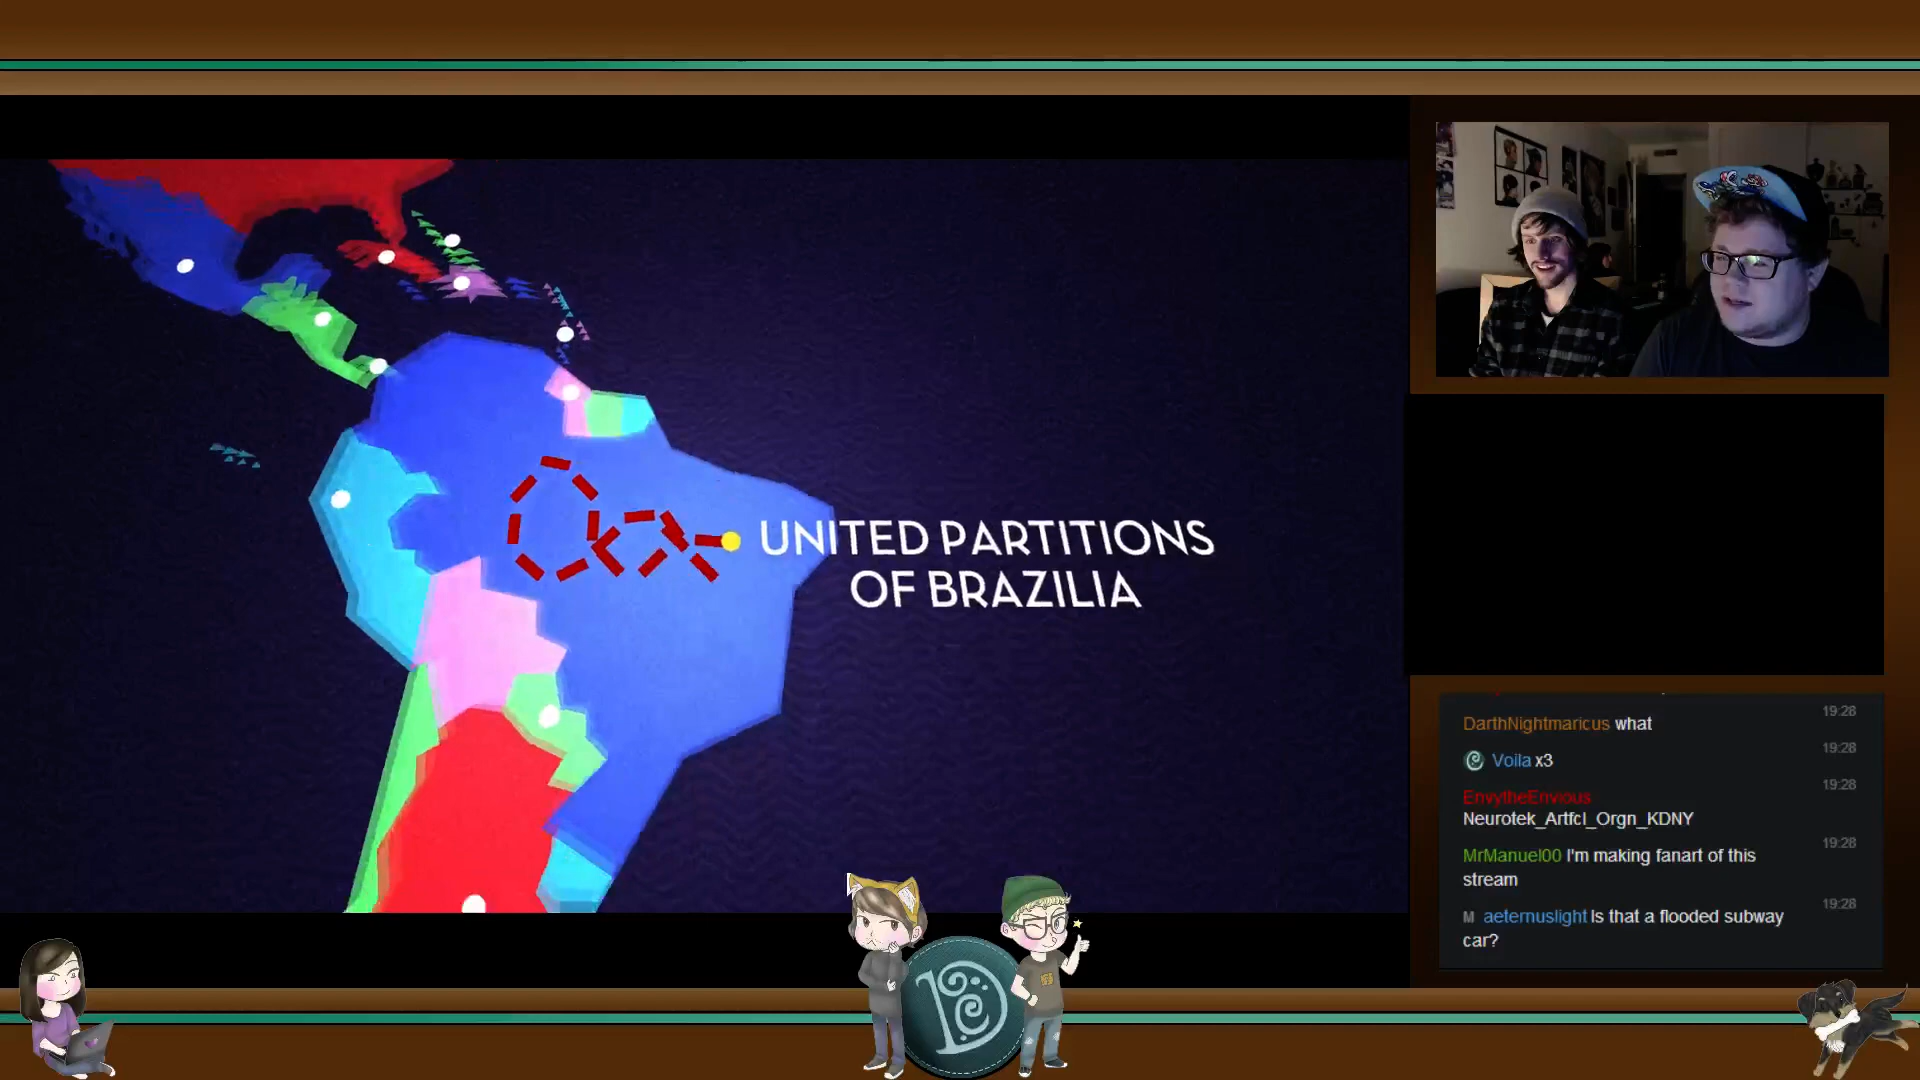 UNITED PARTITIONS
OF BRAZILIA
DarthNightmaricus what
19:28
Voila x3
19:28
EnvytheEnvious
19:28
Neurotek_Artfcl_Orgn_KDNY
MrManuel00 I'm making fanart of this
19:28
stream
M aeternuslight Is that a flooded subway
19:28
car?
D